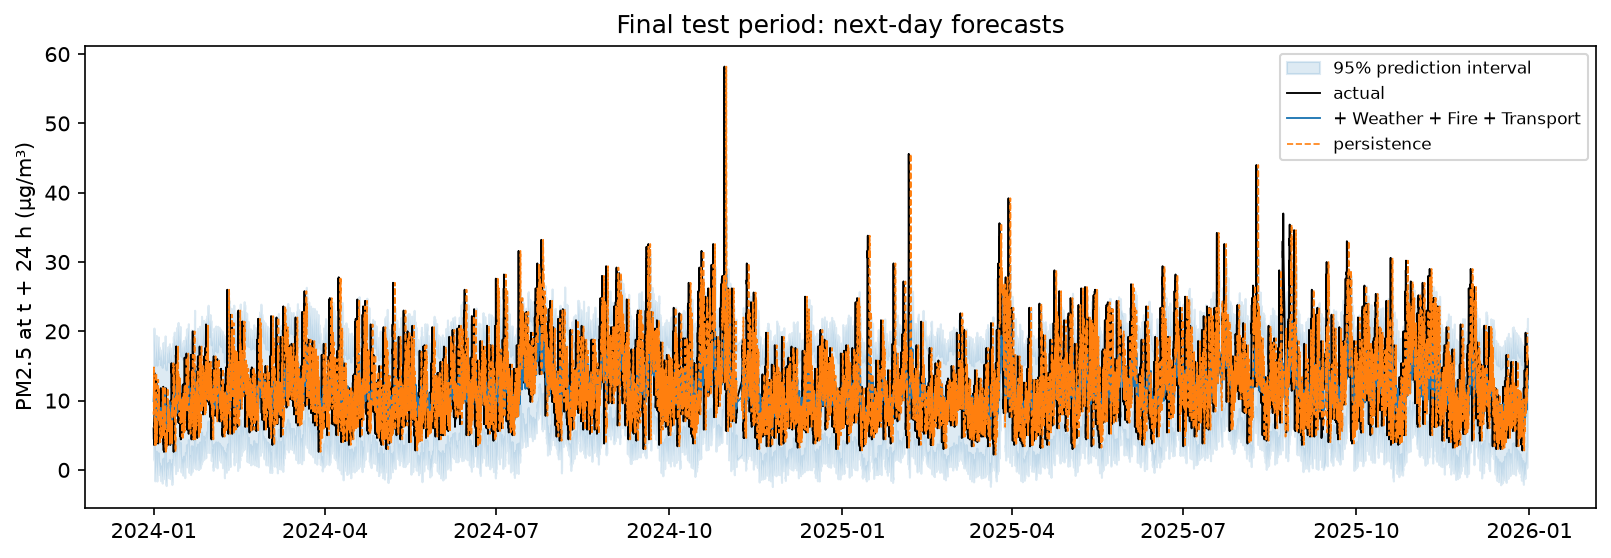 Final test period: next-day forecasts
PM2.5 at t + 24 h (µg/m³)
60
50
40
30
20
10
0
95% prediction interval
actual
+ Weather + Fire + Transport
persistence
2024-01
2024-04
2024-07
2024-10
2025-01
2025-04
2025-07
2025-10
2026-01